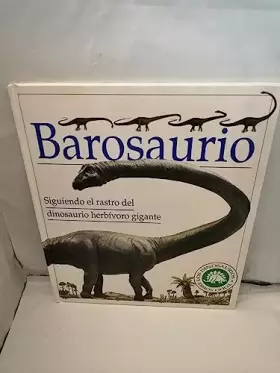 Barosaurio
Siguiendo el rastro del
dinosaurio herbívoro gigante